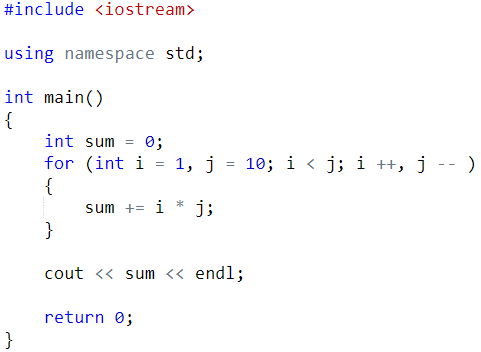 #include <iostream>
using namespace std;
int main()
{
    int sum = 0;
    for (int i = 1, j = 10; i < j; i ++, j -- )
    {
        sum += i * j;
    }
    cout << sum << endl;
    return 0;
}